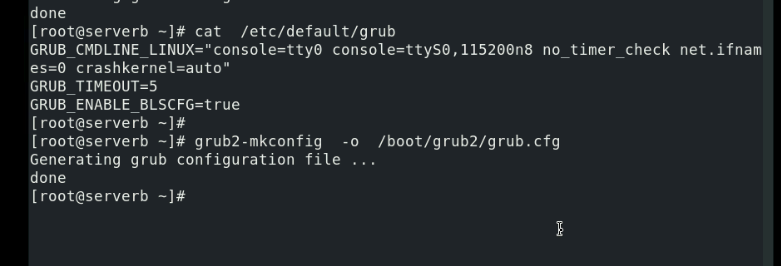 done
[root@serverb ~]# cat  /etc/default/grub
GRUB_CMDLINE_LINUX="console=tty0 console=ttyS0,115200n8 no_timer_check net.ifnam
es=0 crashkernel=auto"
GRUB_TIMEOUT=5
GRUB_ENABLE_BLSCFG=true
[root@serverb ~]#
[root@serverb ~]# grub2-mkconfig  -o  /boot/grub2/grub.cfg
Generating grub configuration file ...
done
[root@serverb ~]#